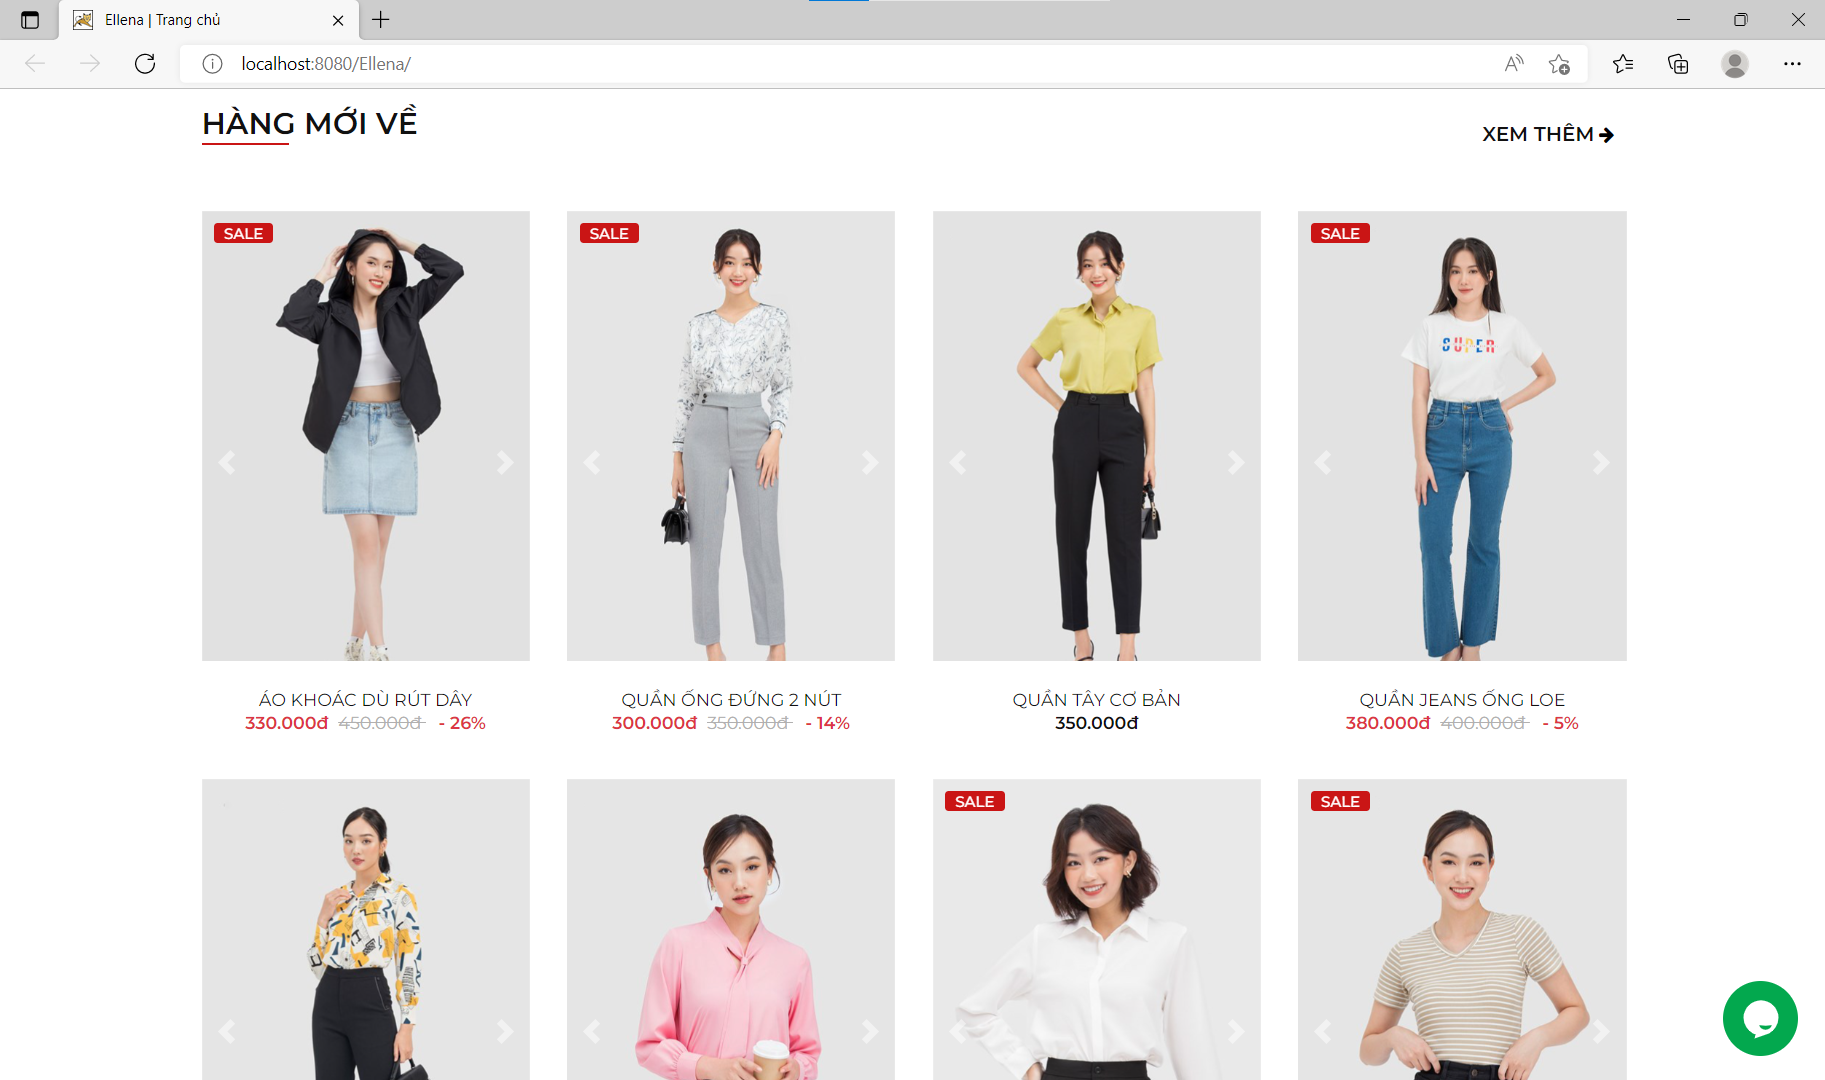 Ellena | Trang chủ
localhost:8080/Ellena/
HÀNG MỚI VỀ
XEM THÊM
SALE
SALE
SALE
SUPER
ÁO KHOÁC DÙ RÚT DÂY
330.000đ 450.000đ - 26%
QUẦN ỐNG ĐỨNG 2 NÚT
300.000đ 350.000đ - 14%
QUẦN TÂY CƠ BẢN
350.000đ
QUẦN JEANS ỐNG LOE
380.000đ 400.000đ - 5%
SALE
SALE